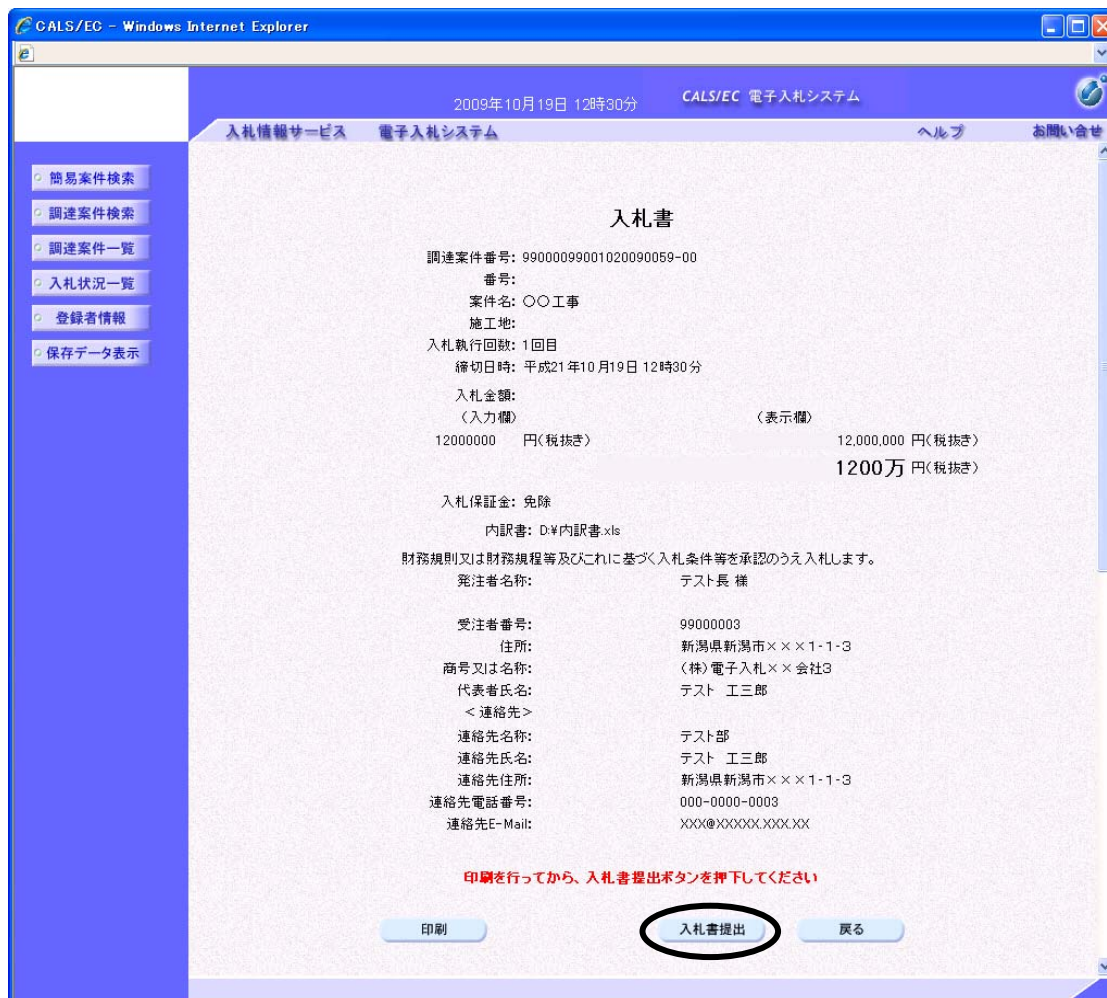 CALS/EC - Windows Internet Explorer
2009年10月19日 12時30分
CALS/EC 電子入札システム
入札情報サービス 電子入札システム ヘルプ お問い合せ
簡易案件検索
調達案件検索
調達案件一覧
入札状況一覧
登録者情報
保存データ表示
入札書
調達案件番号: 99000099001020090059-00
番号:
案件名: 〇〇工事
施工地:
入札執行回数: 1回目
締切日時: 平成21年10月19日 12時30分
入札金額:
(入力欄) (表示欄)
12000000 円(税抜き) 12,000,000 円(税抜き)
1200万 円(税抜き)
入札保証金: 免除
内訳書: D:¥内訳書.xls
財務規則又は財務規程等及びこれに基づく入札条件等を承認のうえ入札します。
発注者名称: テスト長 様
受注者番号: 99000003
住所: 新潟県新潟市×××1-1-3
商号又は名称: (株)電子入札××会社3
代表者氏名: テスト 工三郎
<連絡先>
連絡先名称: テスト部
連絡先氏名: テスト 工三郎
連絡先住所: 新潟県新潟市×××1-1-3
連絡先電話番号: 000-0000-0003
連絡先E-Mail: XXX@XXXXX.XXX.XX
印刷を行ってから、入札書提出ボタンを押下してください
印刷 入札書提出 戻る